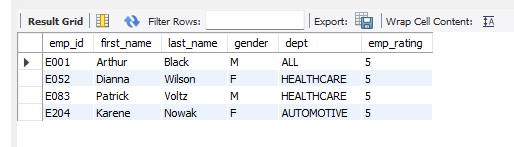 Result Grid Filter Rows: Export: Wrap Cell Content: IA
emp_id first_name last_name gender dept emp_rating
E001 Arthur Black M ALL 5
E052 Dianna Wilson F HEALTHCARE 5
E083 Patrick Voltz M HEALTHCARE 5
E204 Karene Nowak F AUTOMOTIVE 5